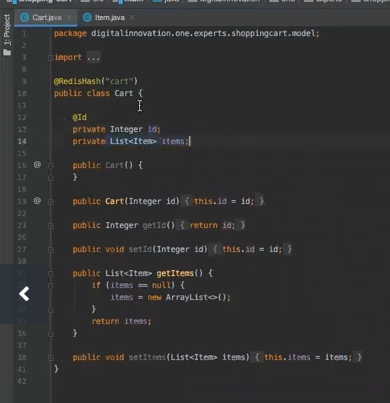 Cart.java × Item.java ×
1: Project
1 package digitalinnovation.one.experts.shoppingcart.model;
2
3 import ...
8
9 @RedisHash("cart")
10 public class Cart {
11
12 @Id
13 private Integer id;
14 private List<Item> items;
15
16 @ public Cart() {
17 }
18
19 @ public Cart(Integer id) { this.id = id; }
22
23 public Integer getId() { return id; }
26
27 public void setId(Integer id) { this.id = id; }
30
public List<Item> getItems() {
if (items == null) {
items = new ArrayList<>();
}
35 return items;
36 }
37
38 public void setItems(List<Item> items) { this.items = items; }
41 }
42